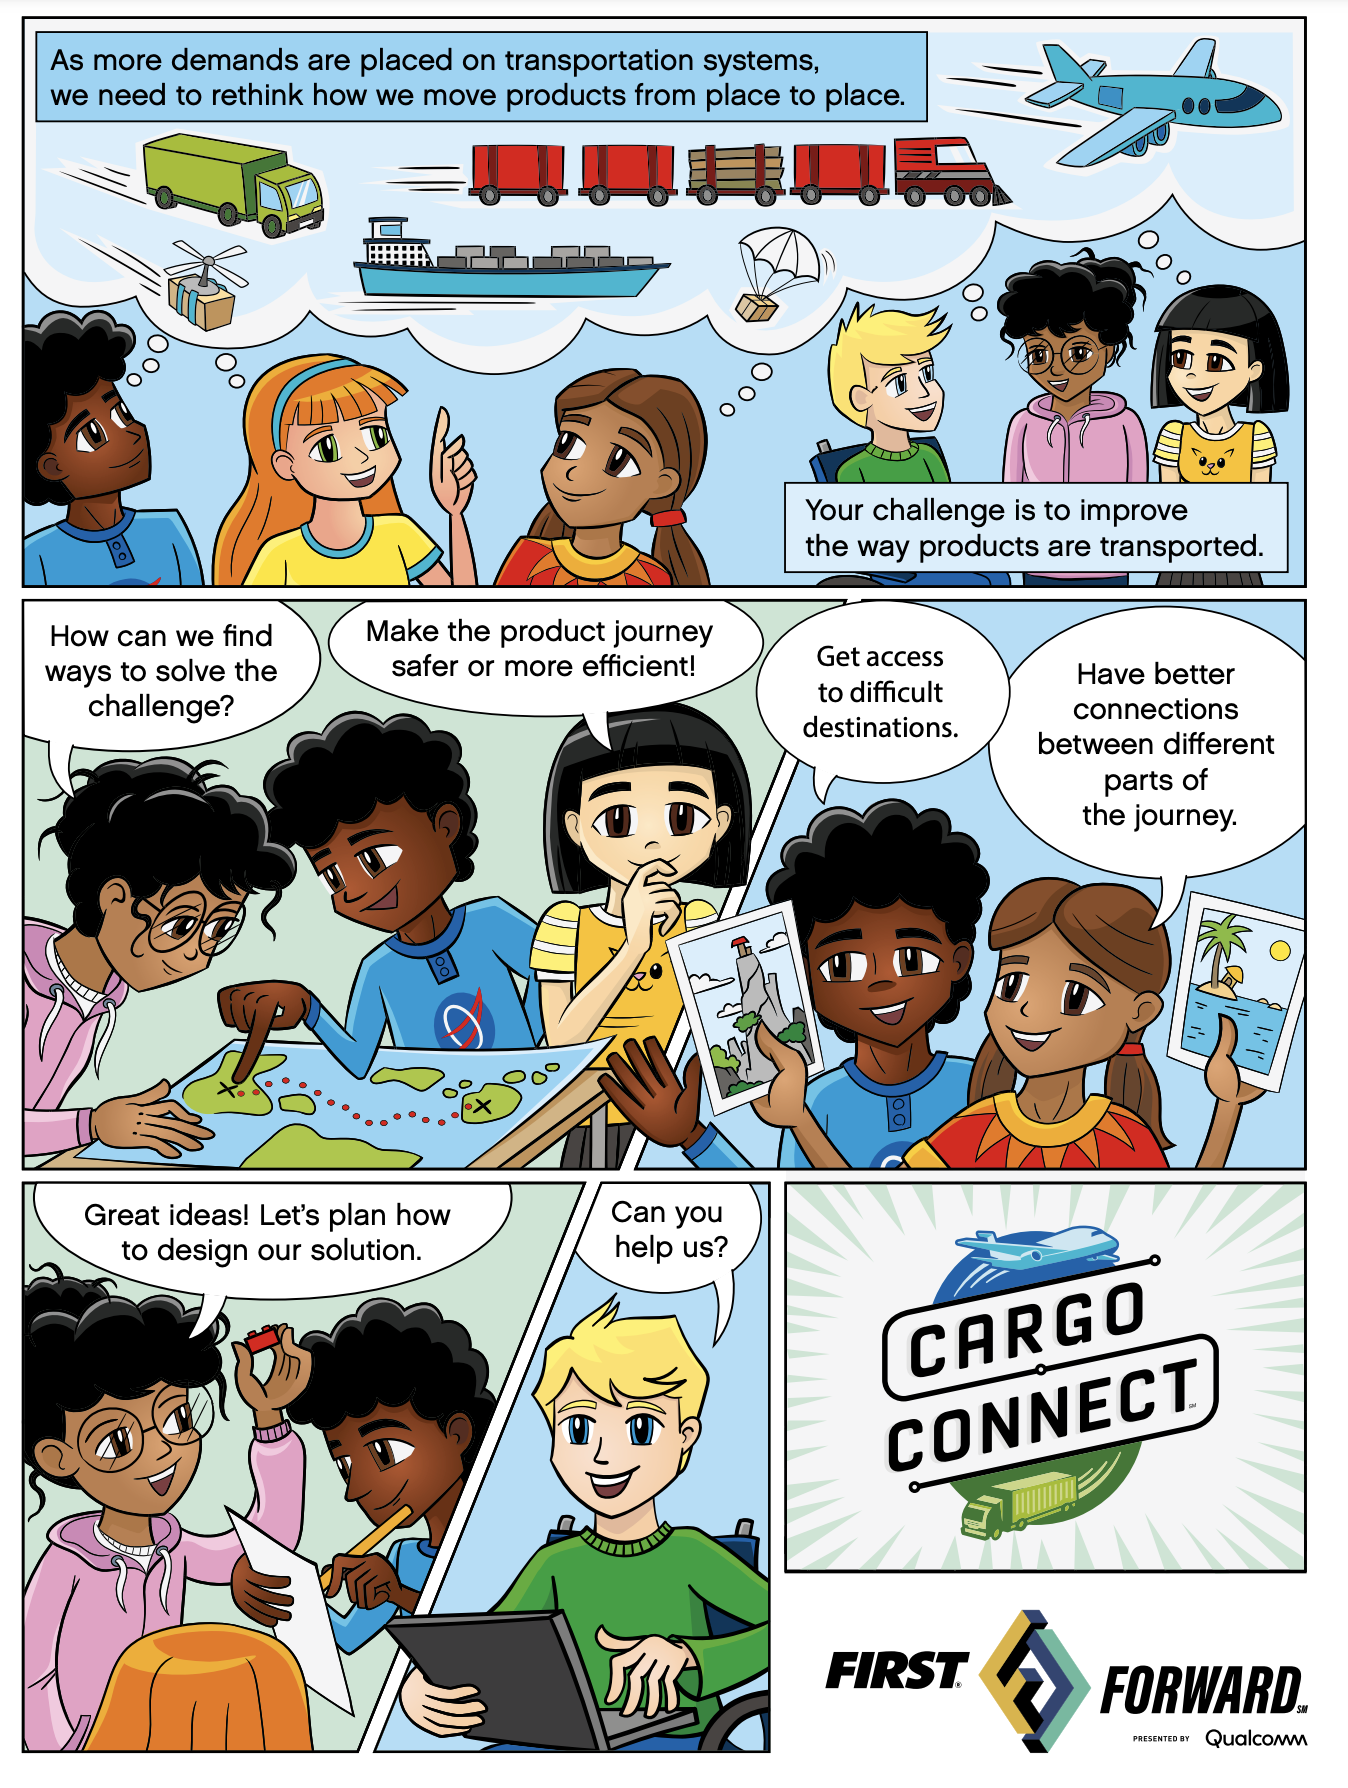 As more demands are placed on transportation systems,
we need to rethink how we move products from place to place.
Your challenge is to improve
the way products are transported.
How can we find
ways to solve the
challenge?
Make the product journey
safer or more efficient!
Get access
to difficult
destinations.
Have better
connections
between different
parts of
the journey.
Great ideas! Let’s plan how
to design our solution.
Can you
help us?
CARGO
CONNECT℠
FIRST®
FORWARD℠
PRESENTED BY Qualcomm